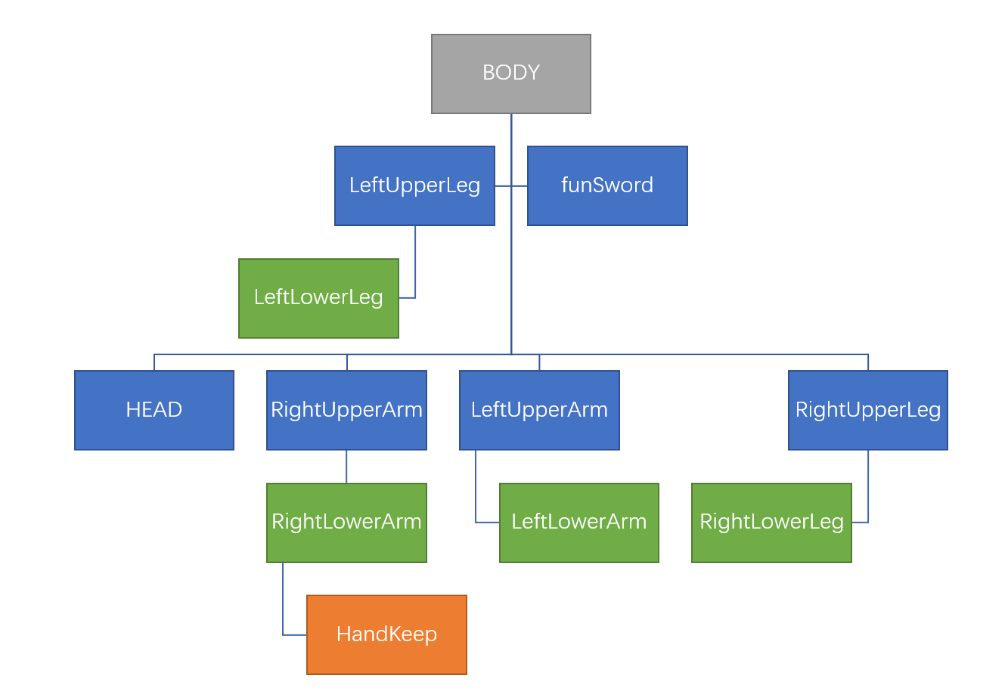 BODY
LeftUpperLeg
funSword
LeftLowerLeg
HEAD
RightUpperArm
LeftUpperArm
RightUpperLeg
RightLowerArm
LeftLowerArm
RightLowerLeg
HandKeep